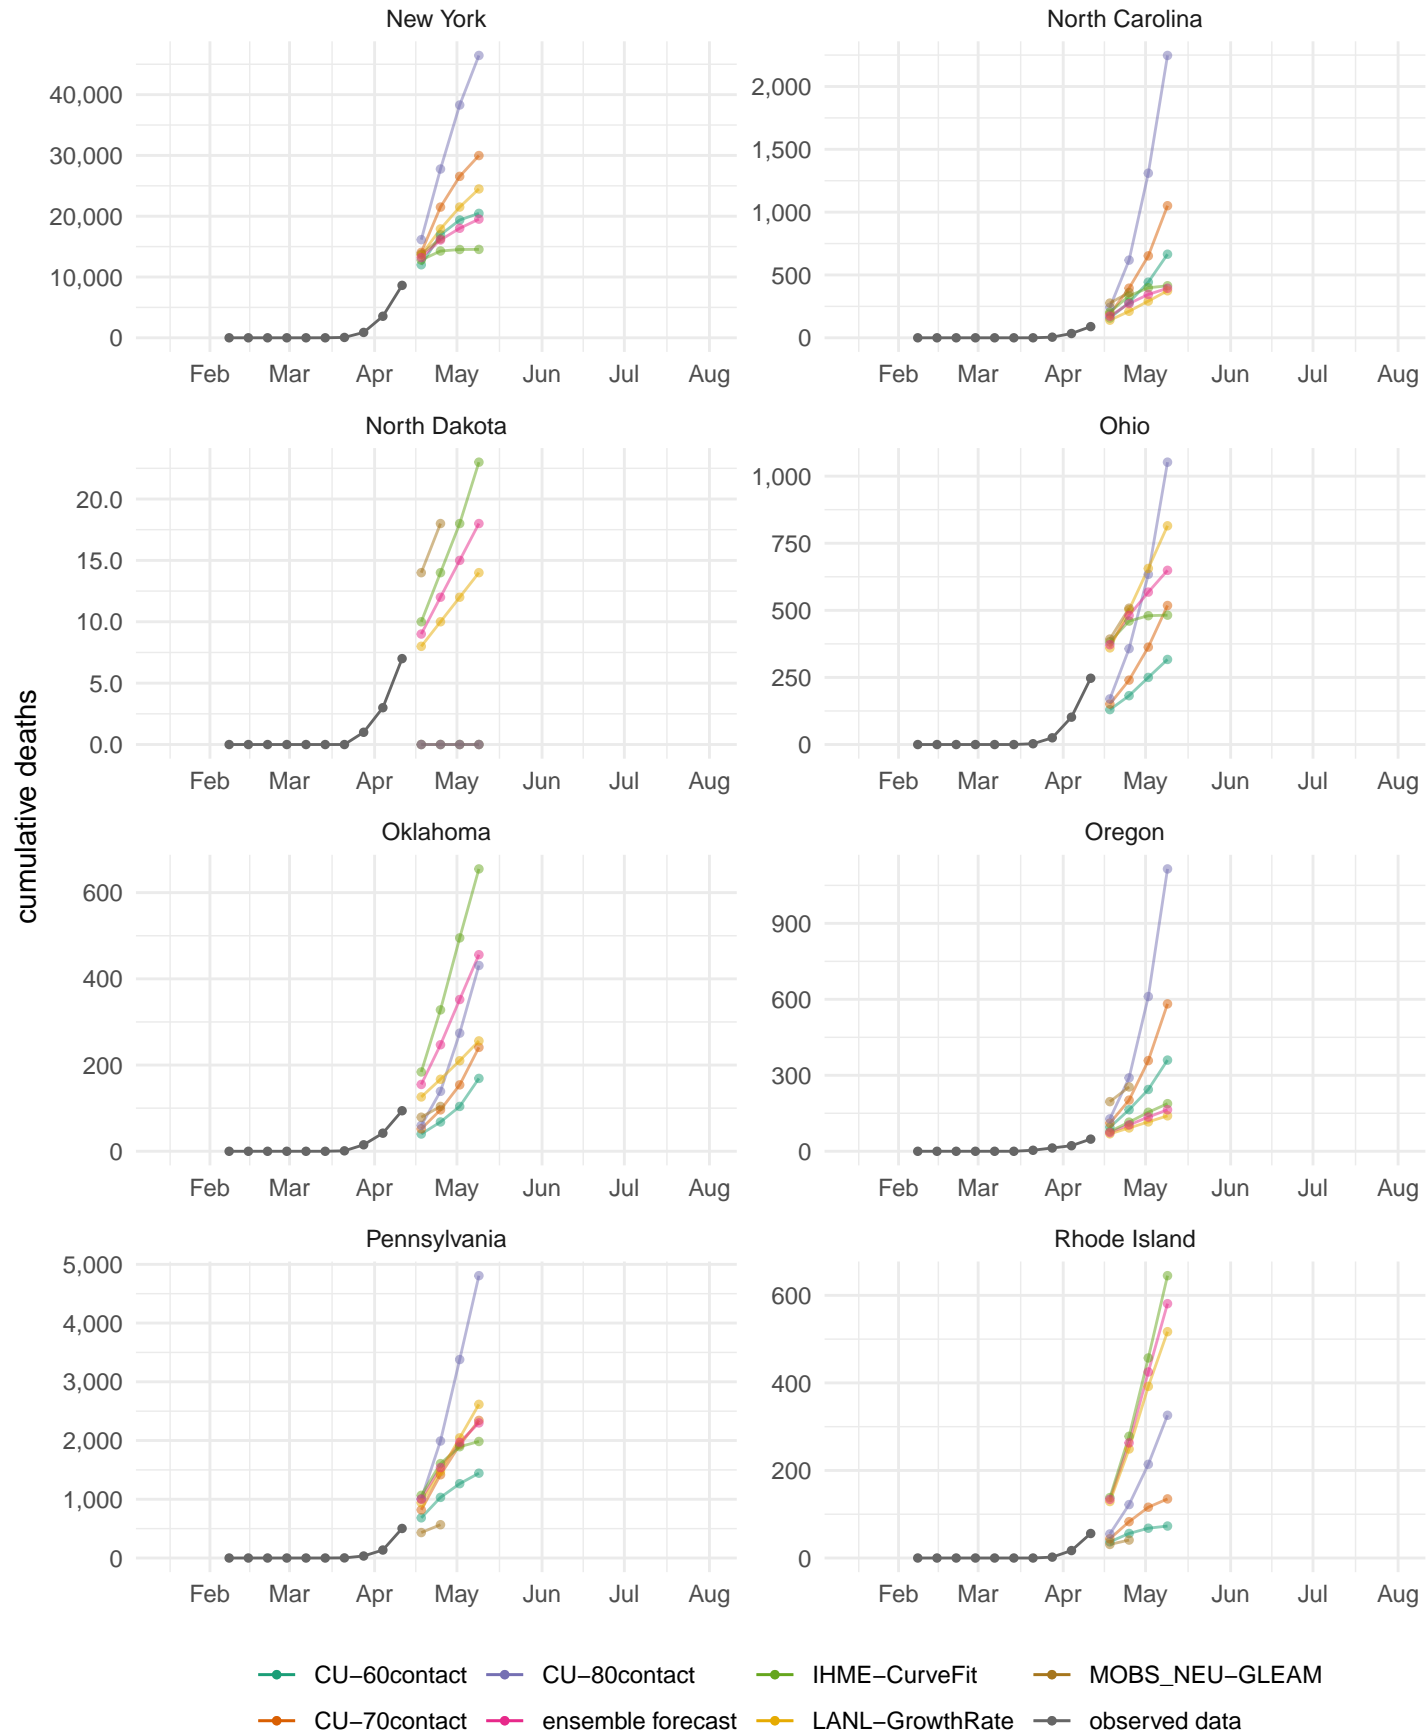 New York
North Carolina
40,000
30,000
20,000
10,000
0
2,000
1,500
1,000
500
0
Feb Mar Apr May Jun Jul Aug
Feb Mar Apr May Jun Jul Aug
North Dakota
Ohio
20.0
15.0
10.0
5.0
0.0
1,000
750
500
250
0
Feb Mar Apr May Jun Jul Aug
Feb Mar Apr May Jun Jul Aug
cumulative deaths
Oklahoma
Oregon
600
400
200
0
900
600
300
0
Feb Mar Apr May Jun Jul Aug
Feb Mar Apr May Jun Jul Aug
Pennsylvania
Rhode Island
5,000
4,000
3,000
2,000
1,000
0
600
400
200
0
Feb Mar Apr May Jun Jul Aug
Feb Mar Apr May Jun Jul Aug
CU−60contact CU−80contact IHME−CurveFit MOBS_NEU−GLEAM
CU−70contact ensemble forecast LANL−GrowthRate observed data